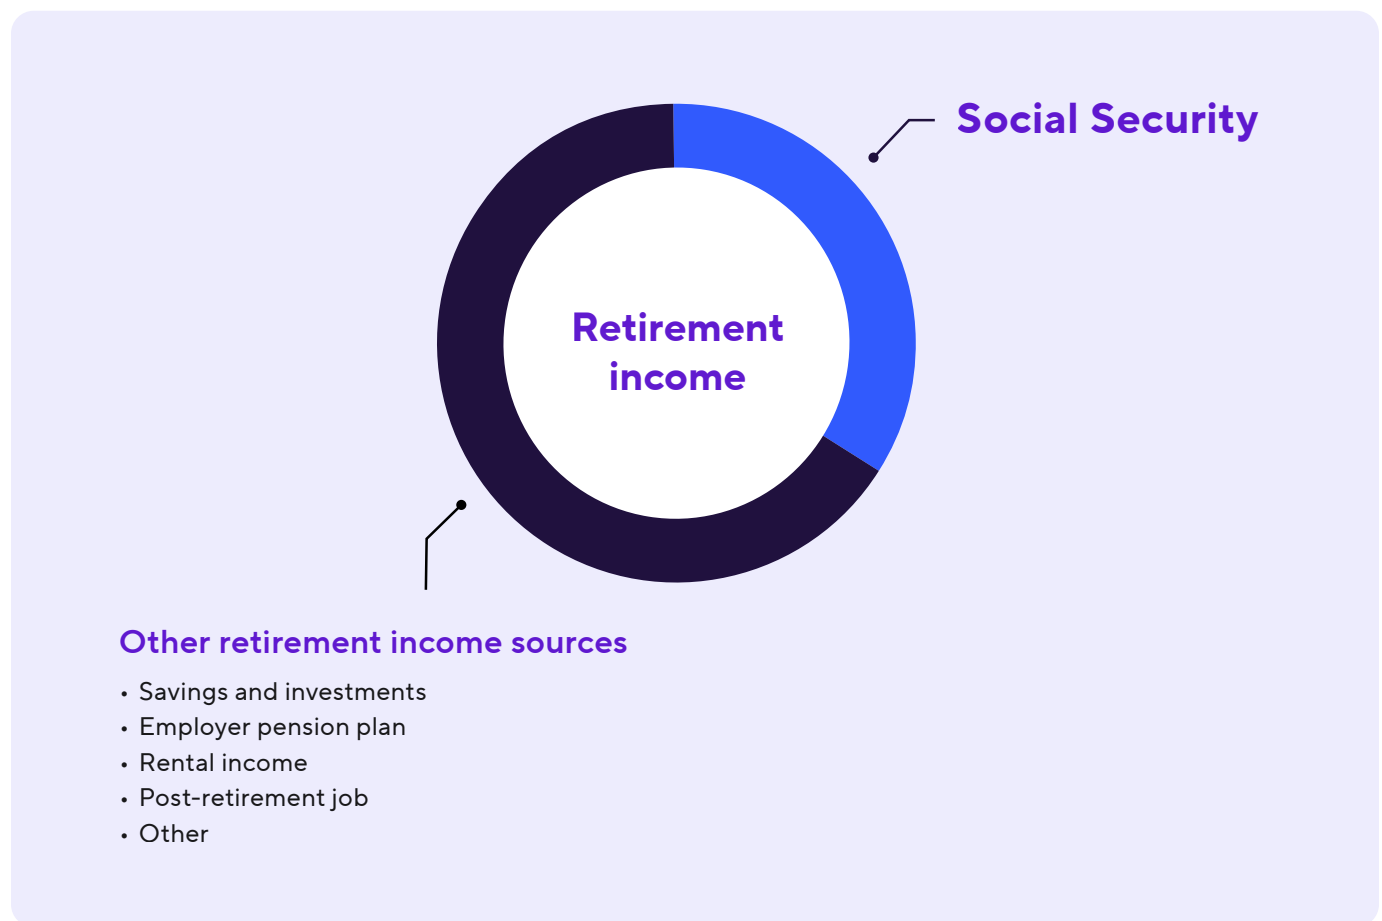 Social Security
Retirement
income
Other retirement income sources
• Savings and investments
• Employer pension plan
• Rental income
• Post-retirement job
• Other